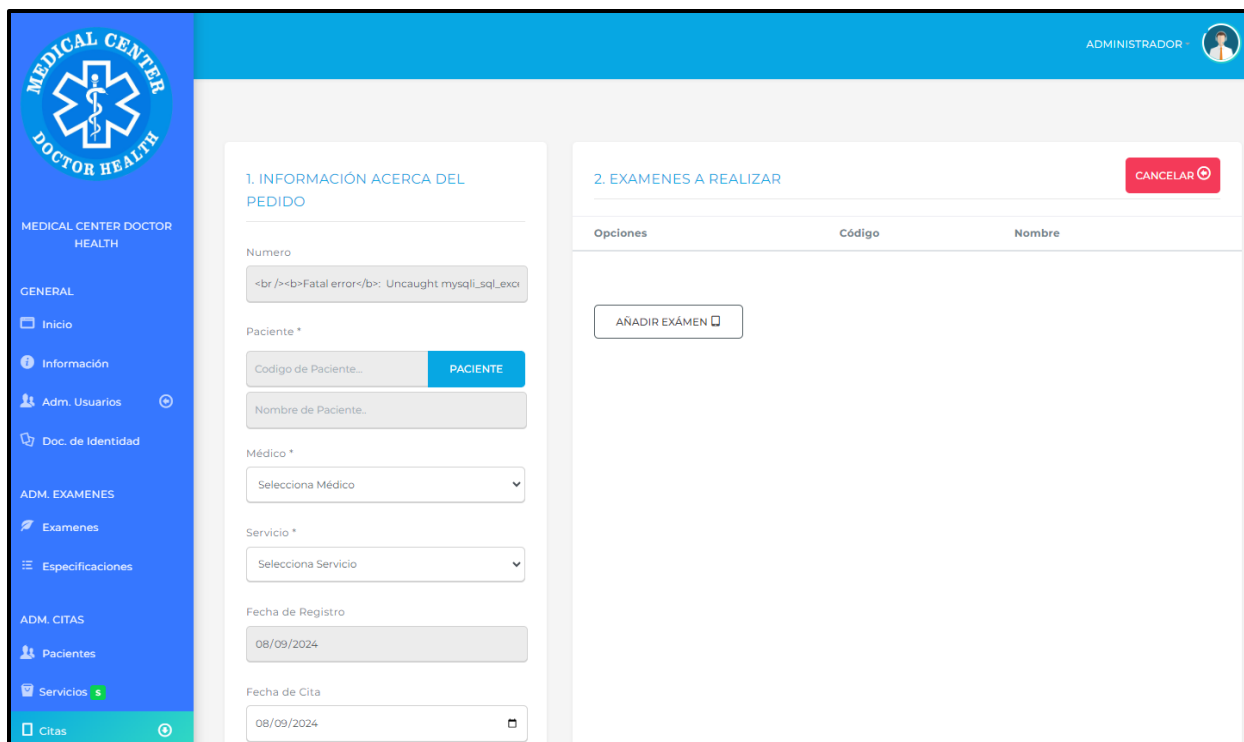 MEDICAL CENTER
DOCTOR HEALTH
MEDICAL CENTER DOCTOR
HEALTH
GENERAL
Inicio
Información
Adm. Usuarios
Doc. de Identidad
ADM. EXAMENES
Examenes
Especificaciones
ADM. CITAS
Pacientes
Servicios S
Citas
ADMINISTRADOR
1. INFORMACIÓN ACERCA DEL
PEDIDO
Numero
<br /><b>Fatal error</b>: Uncaught mysqli_sql_exce
Paciente *
Codigo de Paciente...
PACIENTE
Nombre de Paciente..
Médico *
Selecciona Médico
Servicio *
Selecciona Servicio
Fecha de Registro
08/09/2024
Fecha de Cita
08/09/2024
2. EXAMENES A REALIZAR
CANCELAR
Opciones Código Nombre
AÑADIR EXÁMEN